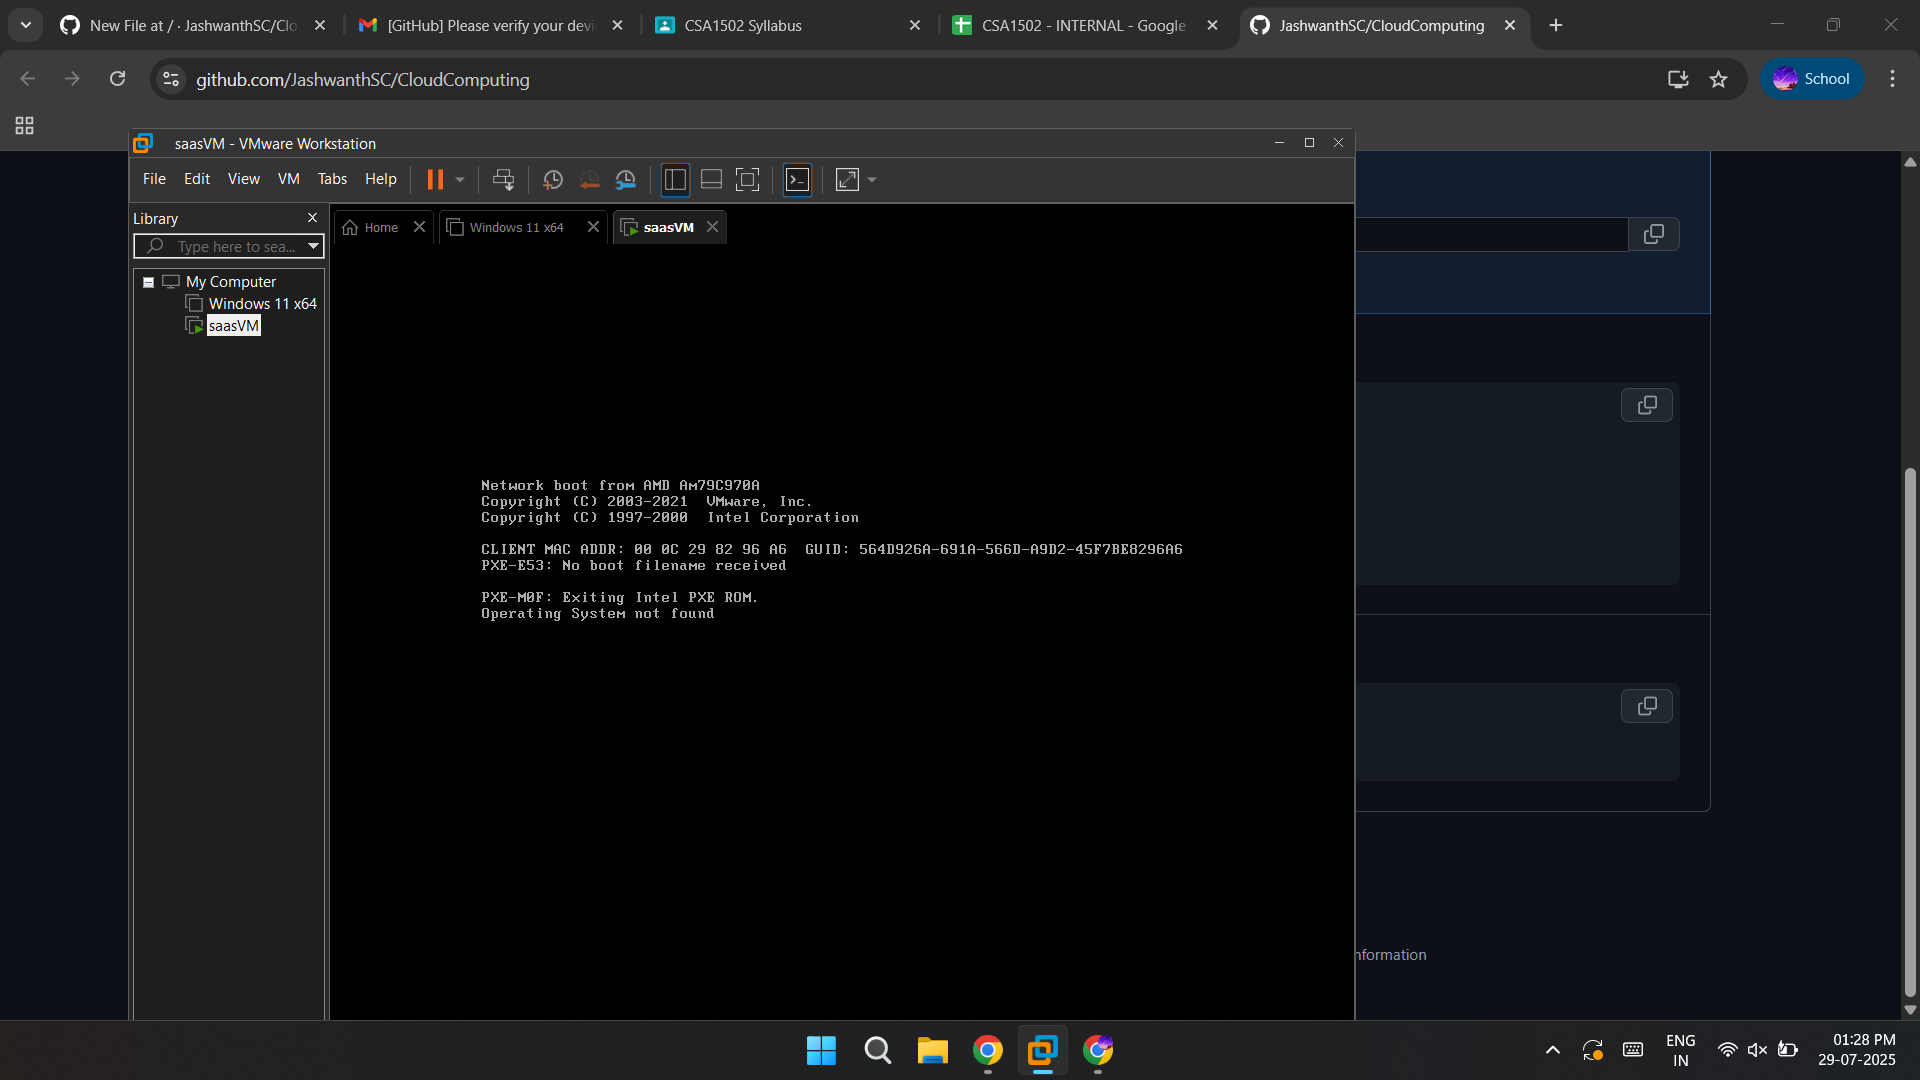 New File at / · JashwanthSC/Clo
[GitHub] Please verify your devi
CSA1502 Syllabus
CSA1502 - INTERNAL - Google
JashwanthSC/CloudComputing
github.com/JashwanthSC/CloudComputing
School
saasVM - VMware Workstation
File Edit View VM Tabs Help
Library
Type here to sea...
My Computer
Windows 11 x64
saasVM
Home
Windows 11 x64
saasVM
Network boot from AMD Am79C970A
Copyright (C) 2003-2021 VMware, Inc.
Copyright (C) 1997-2000 Intel Corporation
CLIENT MAC ADDR: 00 0C 29 82 96 A6 GUID: 564D926A-691A-566D-A9D2-45F7BE8296A6
PXE-E53: No boot filename received
PXE-M0F: Exiting Intel PXE ROM.
Operating System not found
nformation
ENG
IN
01:28 PM
29-07-2025